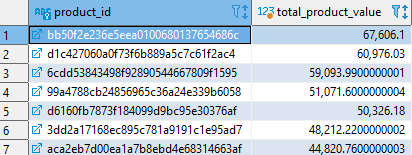 product_id total_product_value
1 bb50f2e236e5eea0100680137654686c 67,606.1
2 d1c427060a0f73f6b889a5c7c61f2ac4 60,976.03
3 6cdd53843498f92890544667809f1595 59,093.9900000001
4 99a4788cb24856965c36a24e339b6058 51,071.6000000004
5 d6160fb7873f184099d9bc95e30376af 50,326.18
6 3dd2a17168ec895c781a9191c1e95ad7 48,212.2200000002
7 aca2eb7d00ea1a7b8ebd4e68314663af 44,820.7600000003